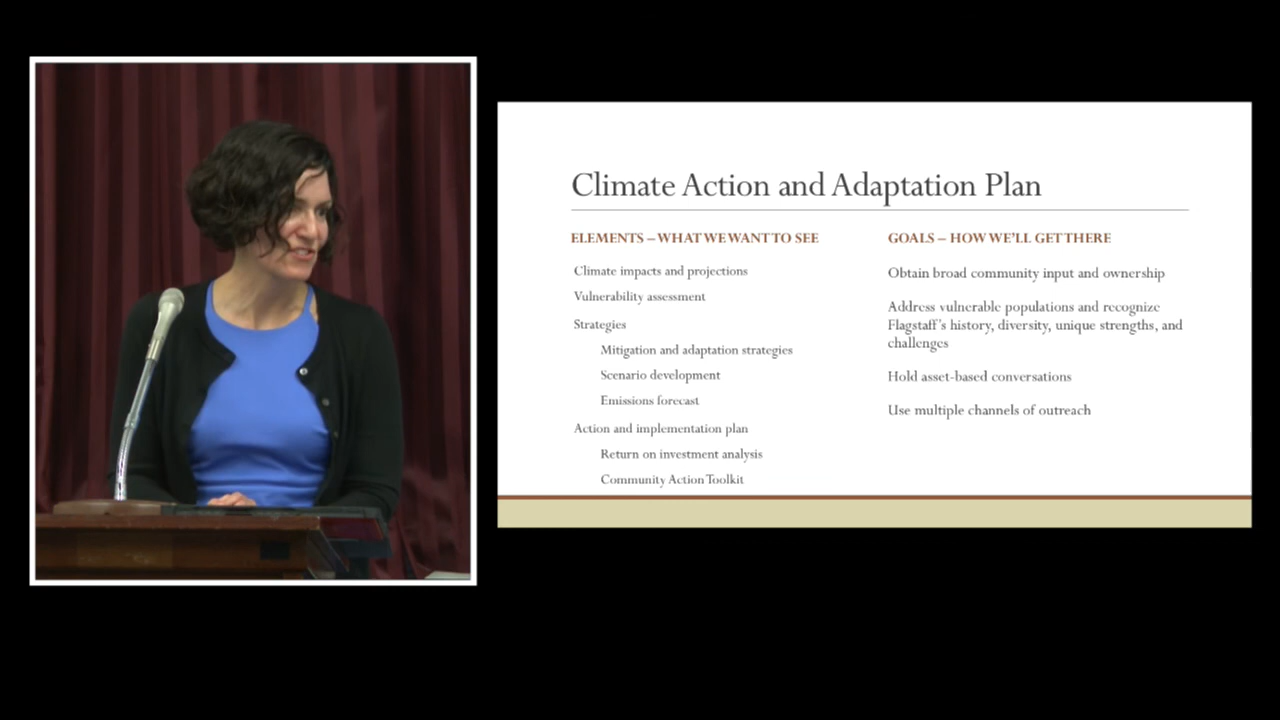 Climate Action and Adaptation Plan
ELEMENTS – WHAT WE WANT TO SEE
Climate impacts and projections
Vulnerability assessment
Strategies
Mitigation and adaptation strategies
Scenario development
Emissions forecast
Action and implementation plan
Return on investment analysis
Community Action Toolkit
GOALS – HOW WE'LL GET THERE
Obtain broad community input and ownership
Address vulnerable populations and recognize
Flagstaff's history, diversity, unique strengths, and
challenges
Hold asset-based conversations
Use multiple channels of outreach